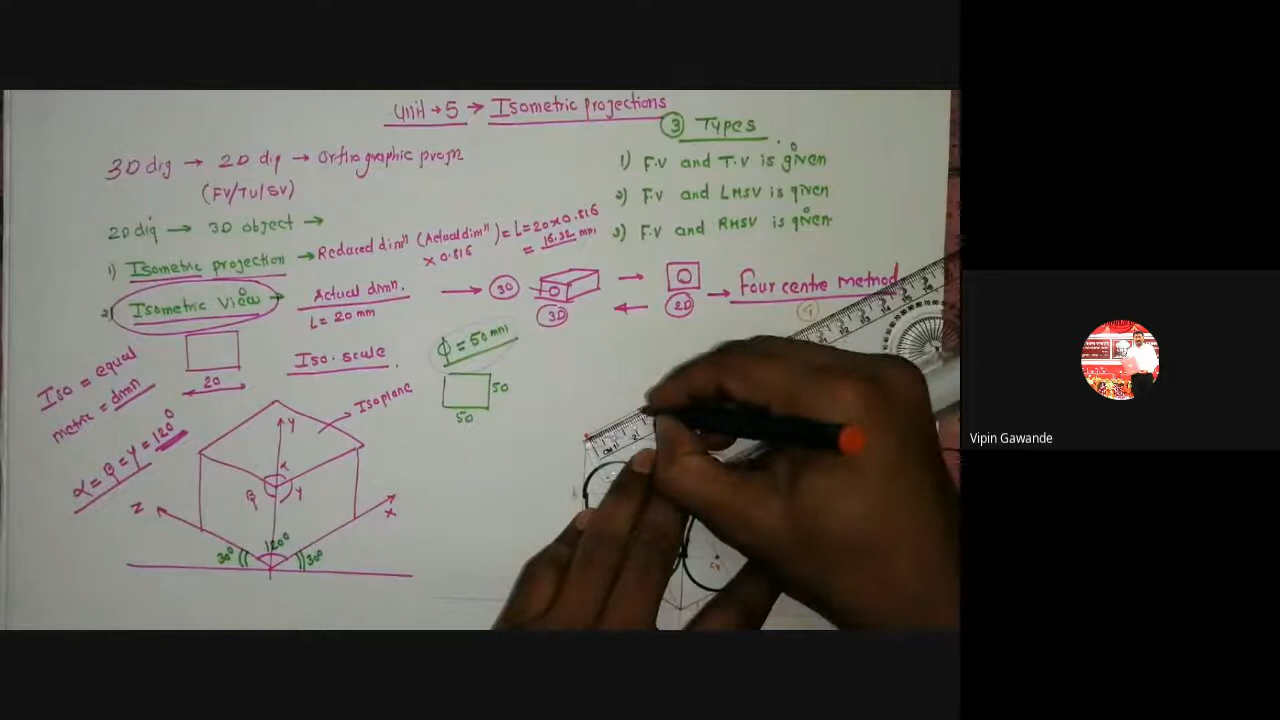 Unit → 5 → Isometric projections
3D dig → 2D dig → Orthographic projn
(FV/TV/SV)
2D dig → 3D object →
1) Isometric projection → Reduced dimn (Actual dimn) = L = 20 × 0.816
× 0.816
= 16.32 mm
2) Isometric View → Actual dimn.
L = 20 mm
3D
3D
2D
Four centre method
③ Types
1) F.V and T.V is given
2) F.V and LHSV is given
3) F.V and RHSV is given
Iso = equal
metric = dimn
20
Iso. scale
ϕ = 50 mm
50
50
α = β = γ = 120°
Isoplane
Y
α
β
γ
Z
X
30°
120°
30°
Vipin Gawande